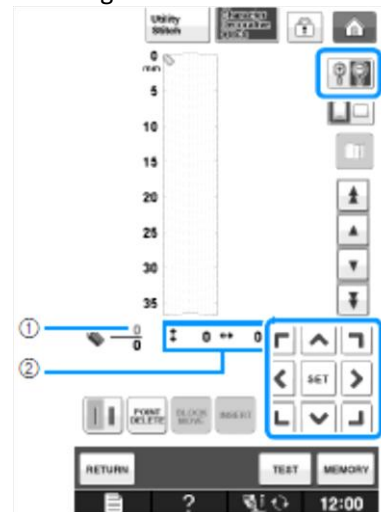 Utility
Stitch
0
mm
5
10
15
20
25
30
35
① 0
0
② 0 0
SET
POINT
DELETE
BLOCK
MOVE
INSERT
RETURN
TEST
MEMORY
?
12:00